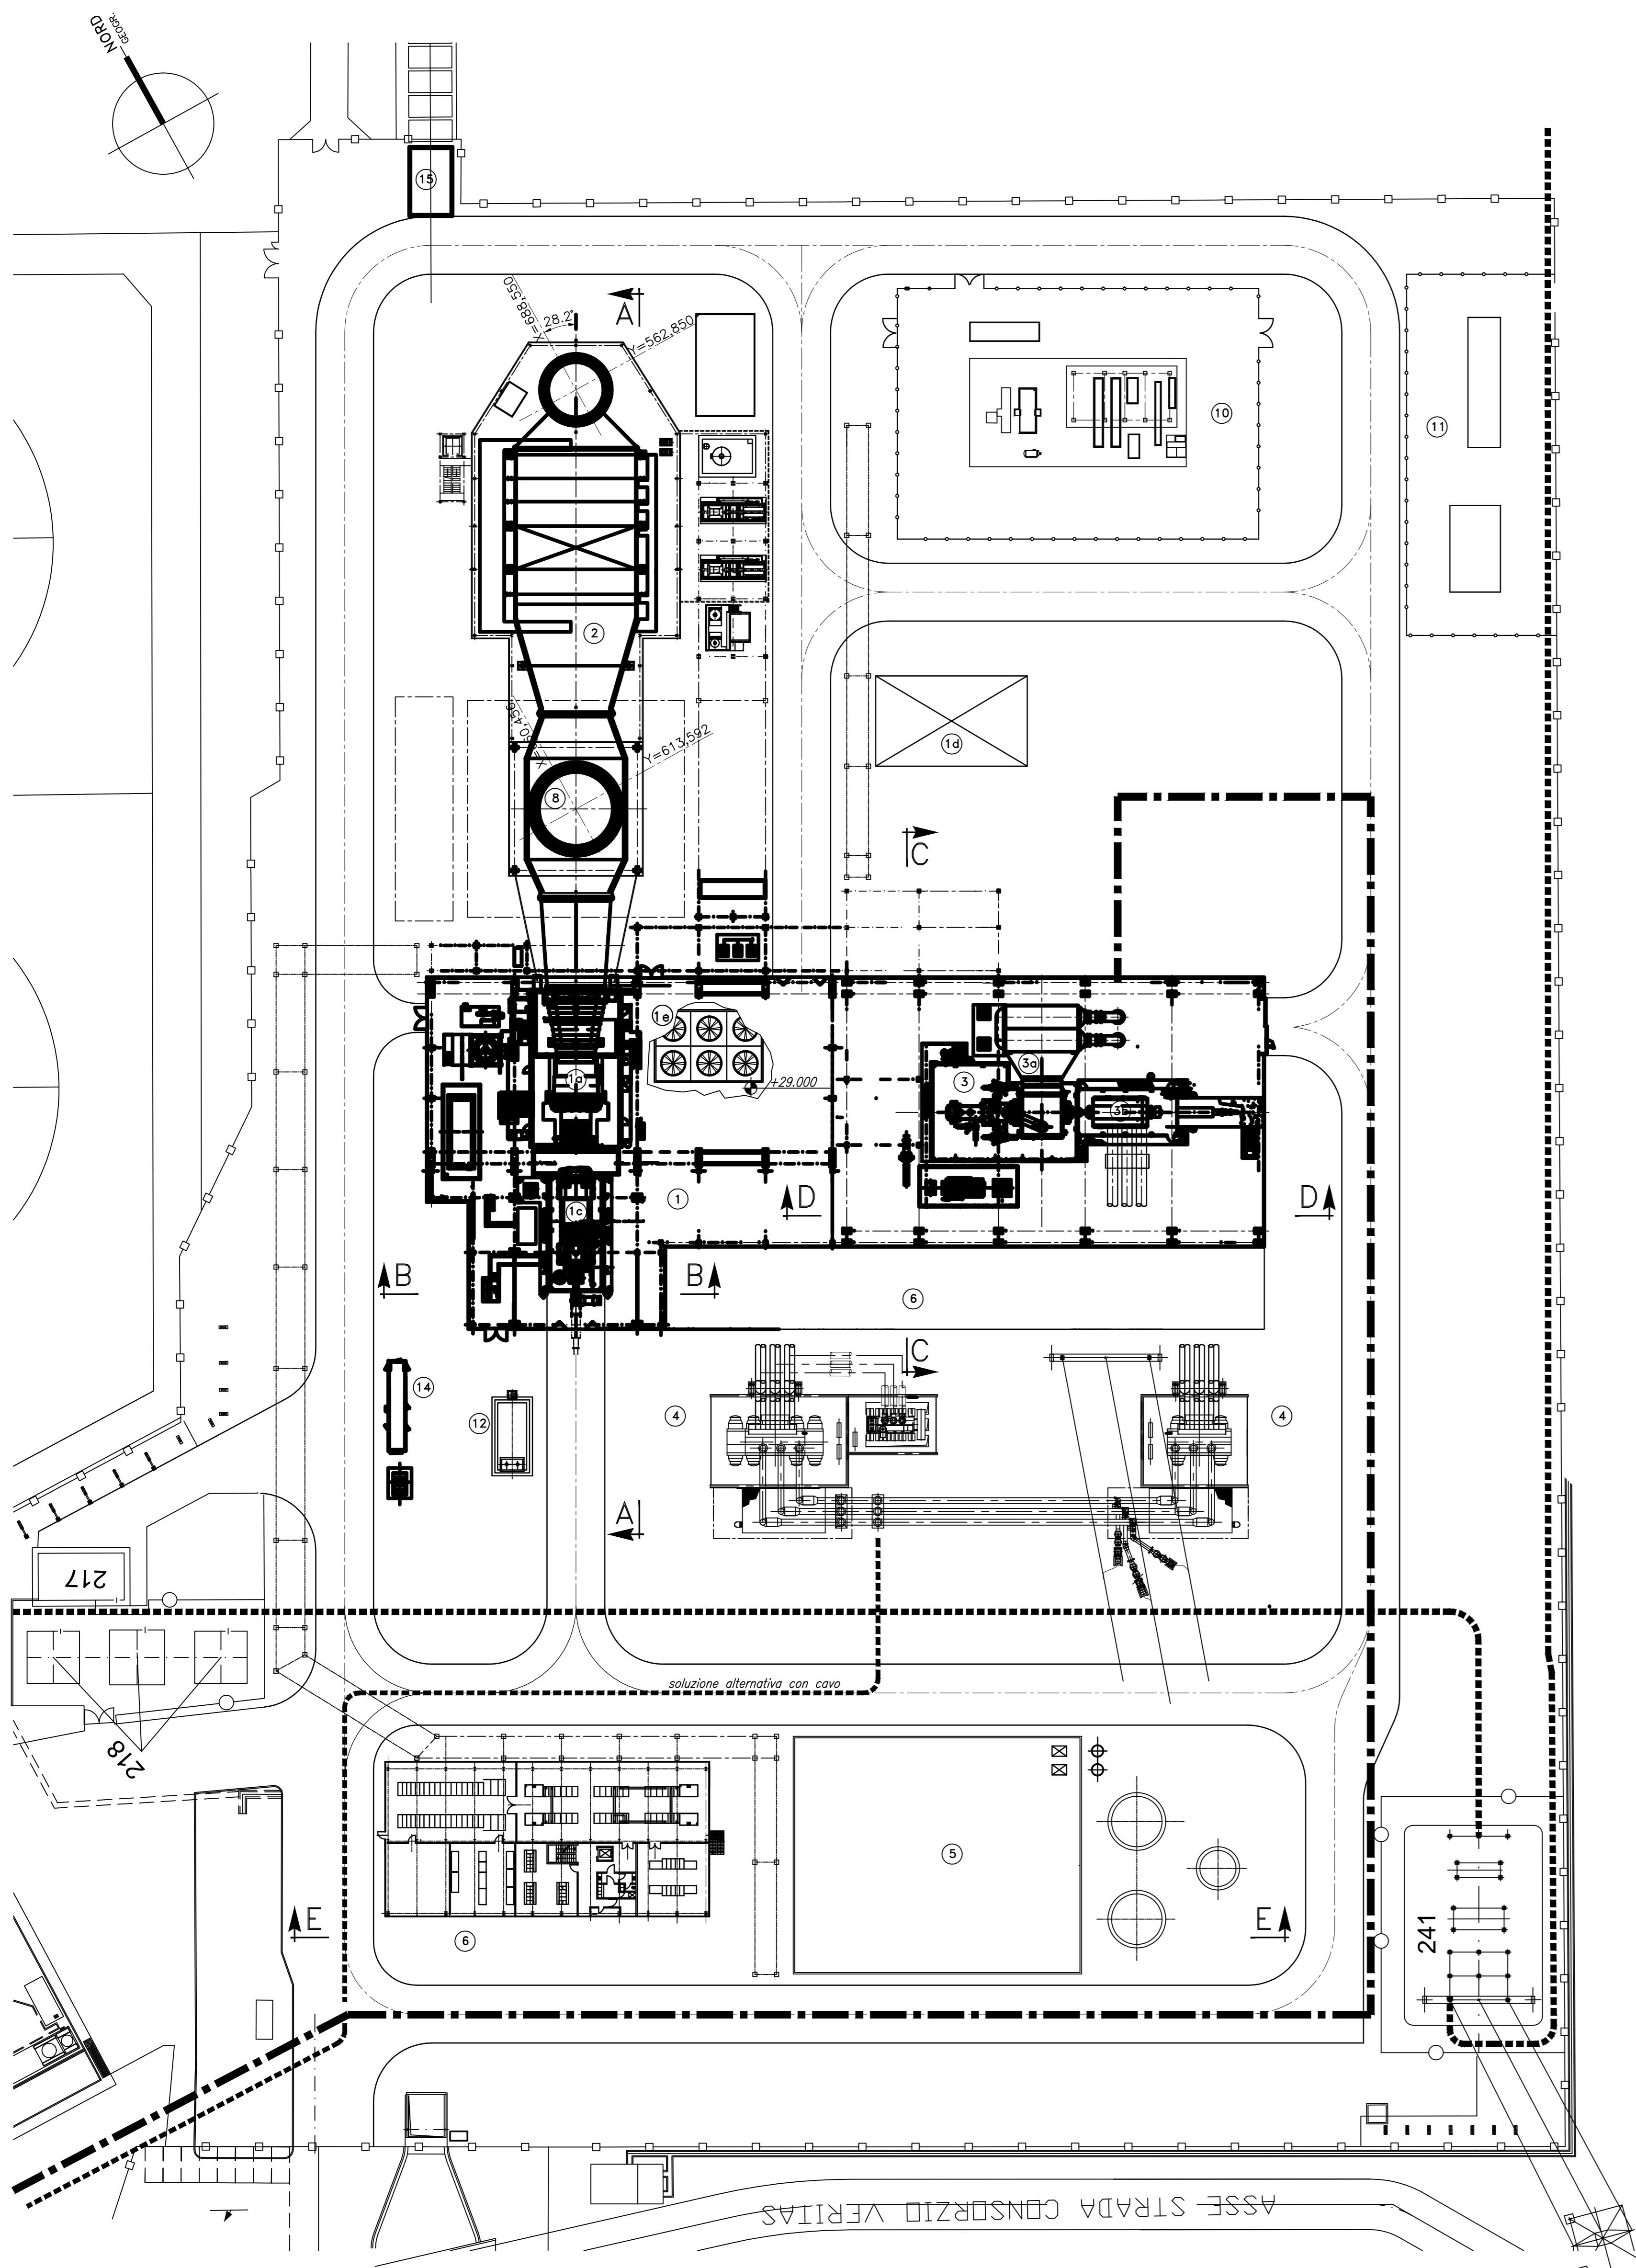 NORD
GEOGR.
15
A
X=688,550
28.2°
Y=562,850
10
11
2
1d
Y=613,592
8
C
1e
+29.000
1a
3a
3
3b
1
D
D
1c
B
B
6
C
14
12
4
4
A
217
soluzione alternativa con cavo
218
5
241
E
E
6
ASSE STRADA CONSORZIO VERITAS